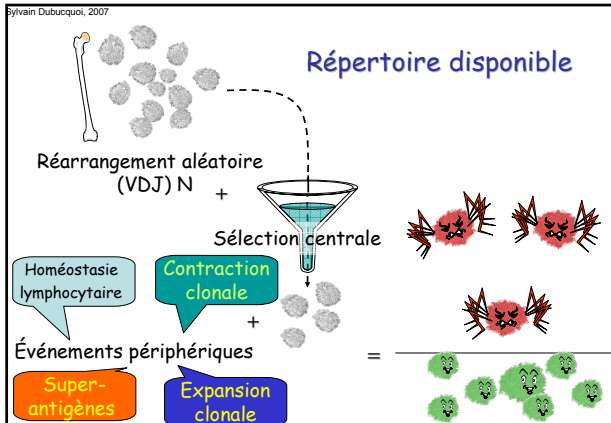 Sylvain Dubucquoi, 2007
Répertoire disponible
Réarrangement aléatoire
(VDJ) N
+
Sélection centrale
Homéostasie
lymphocytaire
Contraction
clonale
+
Événements périphériques
=
Super-
antigènes
Expansion
clonale